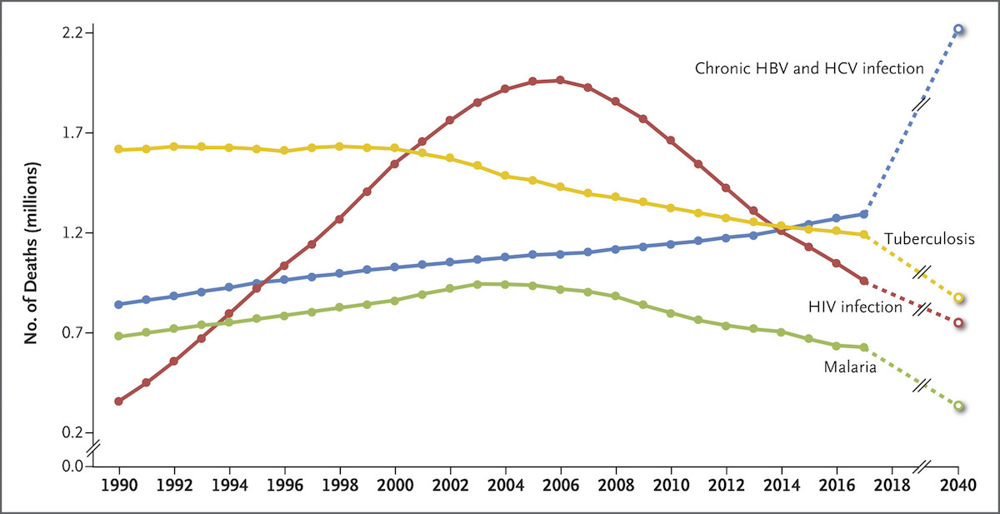 2.2
Chronic HBV and HCV infection
1.7
No. of Deaths (millions)
1.2
Tuberculosis
HIV infection
0.7
Malaria
0.2
0.0
1990 1992 1994 1996 1998 2000 2002 2004 2006 2008 2010 2012 2014 2016 2018 2040